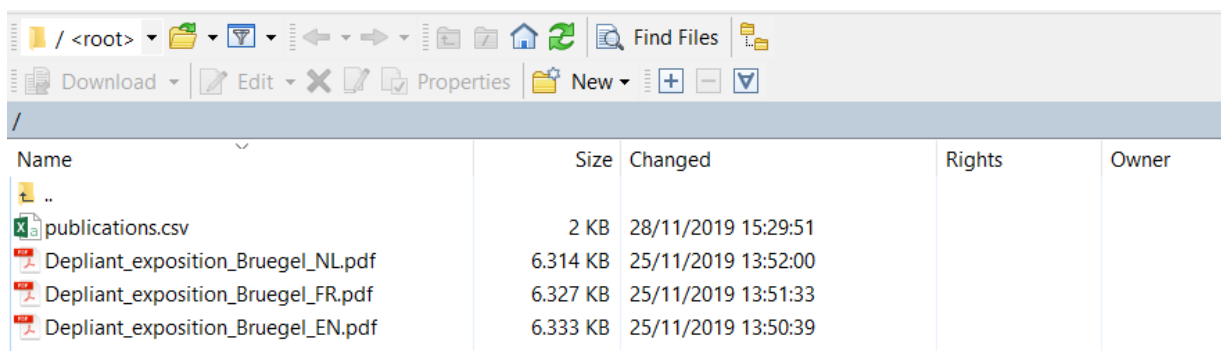 / <root>
Find Files
Download Edit Properties New
/
Name Size Changed Rights Owner
..
publications.csv 2 KB 28/11/2019 15:29:51
Depliant_exposition_Bruegel_NL.pdf 6.314 KB 25/11/2019 13:52:00
Depliant_exposition_Bruegel_FR.pdf 6.327 KB 25/11/2019 13:51:33
Depliant_exposition_Bruegel_EN.pdf 6.333 KB 25/11/2019 13:50:39